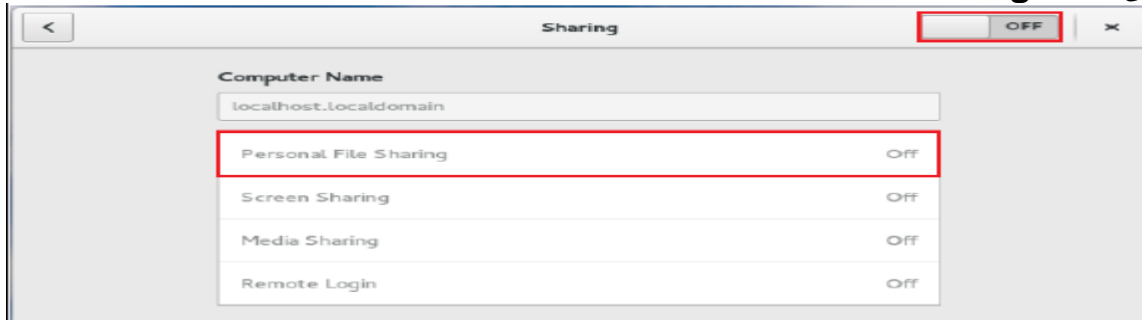 Sharing OFF
Computer Name
localhost.localdomain
Personal File Sharing Off
Screen Sharing Off
Media Sharing Off
Remote Login Off